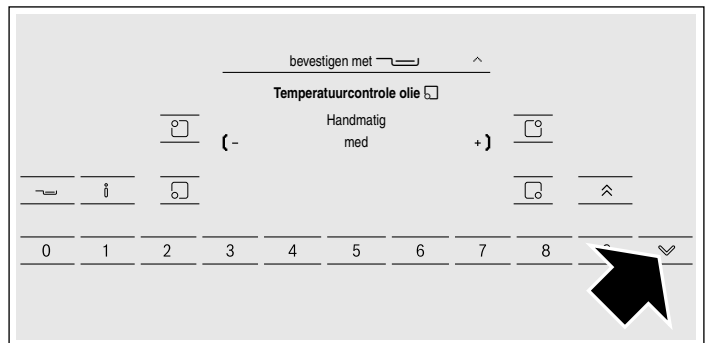 bevestigen met
Temperatuurcontrole olie
Handmatig
(- med +)
i
0 1 2 3 4 5 6 7 8